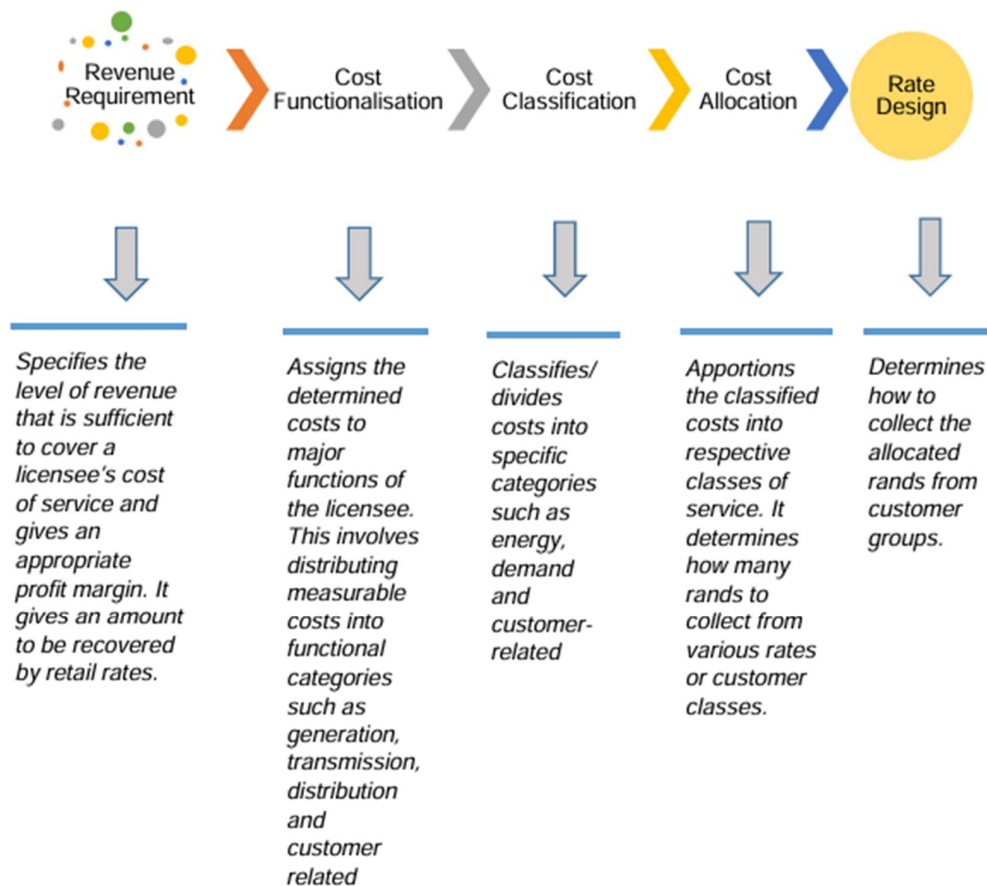 Revenue
Requirement
Cost
Functionalisation
Cost
Classification
Cost
Allocation
Rate
Design
Specifies the
level of revenue
that is sufficient
to cover a
licensee's cost
of service and
gives an
appropriate
profit margin. It
gives an amount
to be recovered
by retail rates.
Assigns the
determined
costs to
major
functions of
the licensee.
This involves
distributing
measurable
costs into
functional
categories
such as
generation,
transmission,
distribution
and
customer
related
Classifies/
divides
costs into
specific
categories
such as
energy,
demand
and
customer-
related
Apportions
the classified
costs into
respective
classes of
service. It
determines
how many
rands to
collect from
various rates
or customer
classes.
Determines
how to
collect the
allocated
rands from
customer
groups.